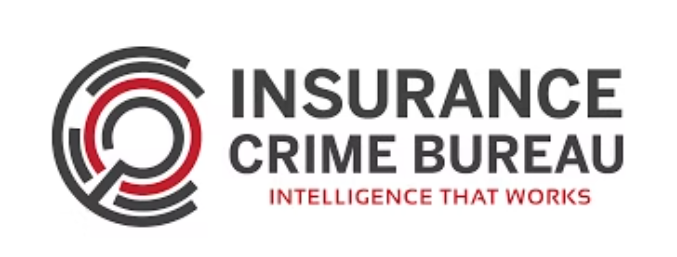 INSURANCE
CRIME BUREAU
INTELLIGENCE THAT WORKS